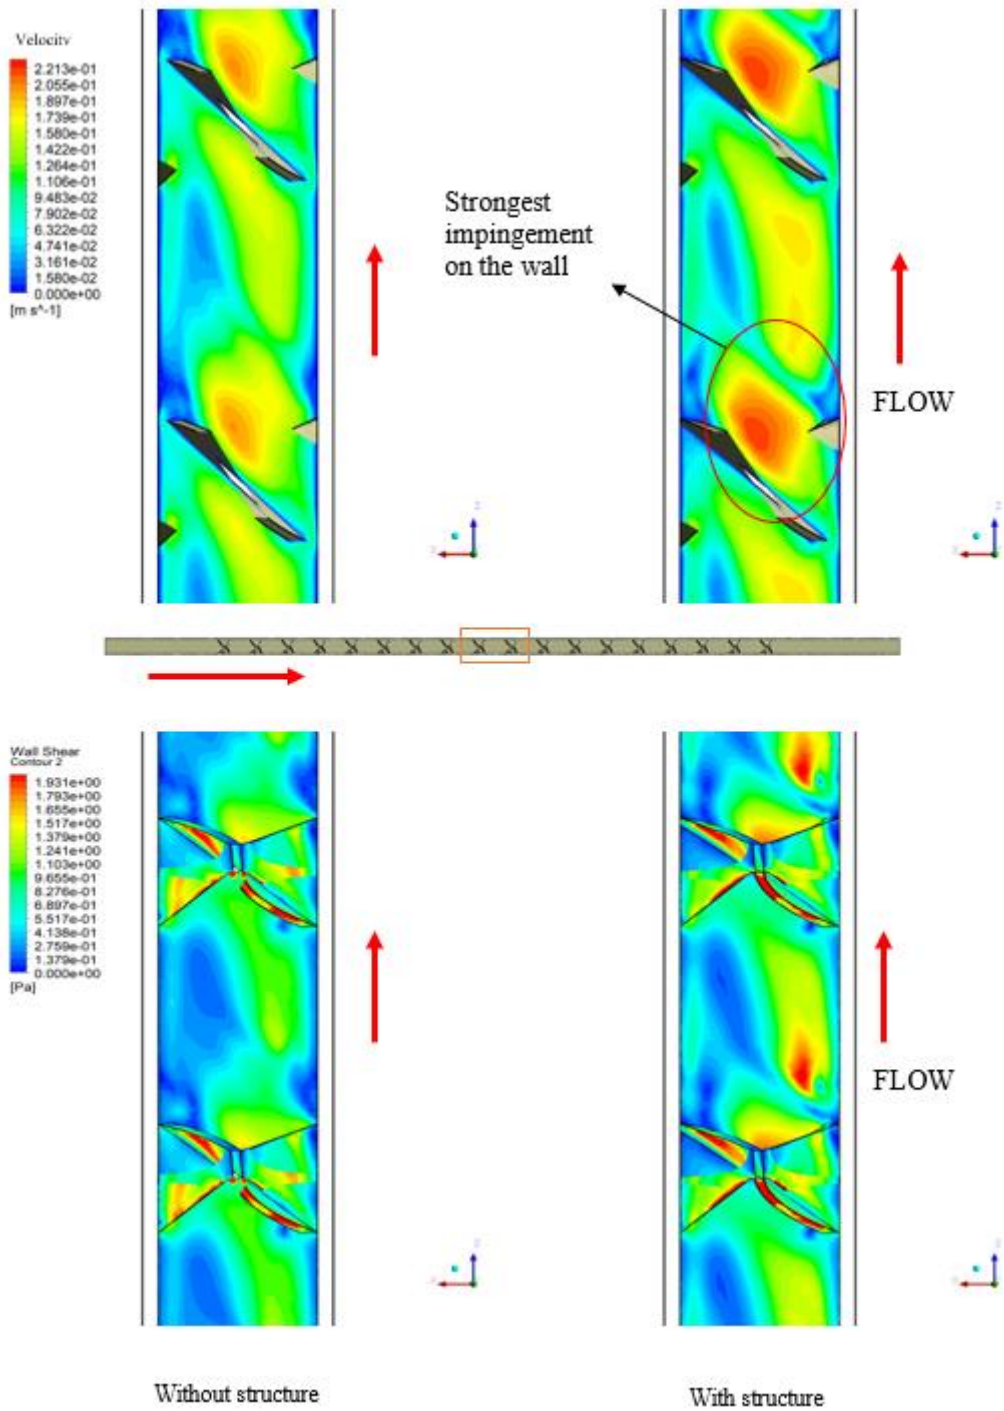 Velocity
2.213e-01
2.055e-01
1.897e-01
1.739e-01
1.580e-01
1.422e-01
1.264e-01
1.106e-01
9.483e-02
7.902e-02
6.322e-02
4.741e-02
3.161e-02
1.580e-02
0.000e+00
[m s^-1]
Strongest
impingement
on the wall
FLOW
Wall Shear
Contour 2
1.931e+00
1.793e+00
1.655e+00
1.517e+00
1.379e+00
1.241e+00
1.103e+00
9.655e-01
8.276e-01
6.897e-01
5.517e-01
4.138e-01
2.759e-01
1.379e-01
0.000e+00
[Pa]
FLOW
Without structure
With structure